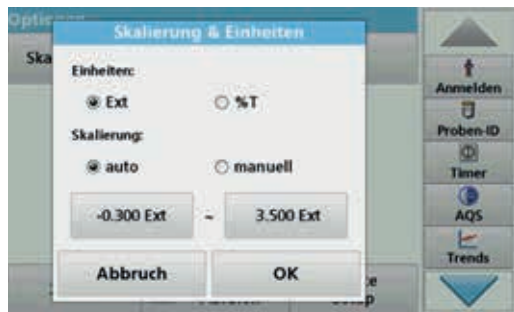 Skalierung & Einheiten
Ska
Einheiten:
Ext
%T
Skalierung:
auto
manuell
-0.300 Ext
~
3.500 Ext
Abbruch
OK
Anmelden
Proben-ID
Timer
AQS
Trends